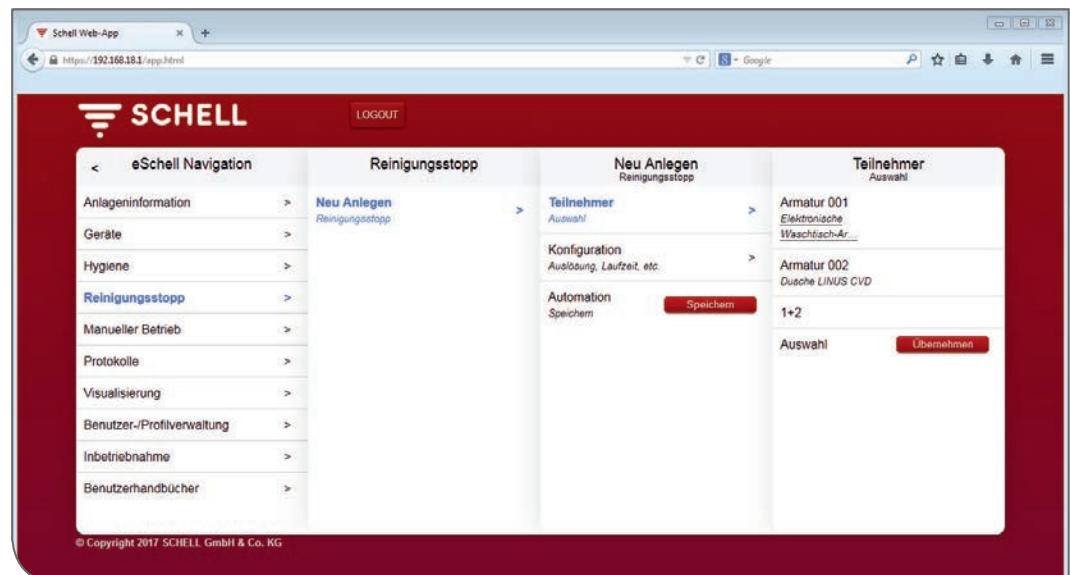 Schell Web-App
https://192.168.18.1/app.html
Google
SCHELL
LOGOUT
< eSchell Navigation
Anlageninformation >
Geräte >
Hygiene >
Reinigungsstopp >
Manueller Betrieb >
Protokolle >
Visualisierung >
Benutzer-/Profilverwaltung >
Inbetriebnahme >
Benutzerhandbücher >
Reinigungsstopp
Neu Anlegen >
Reinigungsstopp
Neu Anlegen
Reinigungsstopp
Teilnehmer >
Auswahl
Konfiguration >
Auslösung, Laufzeit, etc.
Automation
Speichern
Speichern
Teilnehmer
Auswahl
Armatur 001
Elektronische
Waschtisch-Ar...
Armatur 002
Dusche LINUS CVD
1+2
Auswahl
Übernehmen
© Copyright 2017 SCHELL GmbH & Co. KG